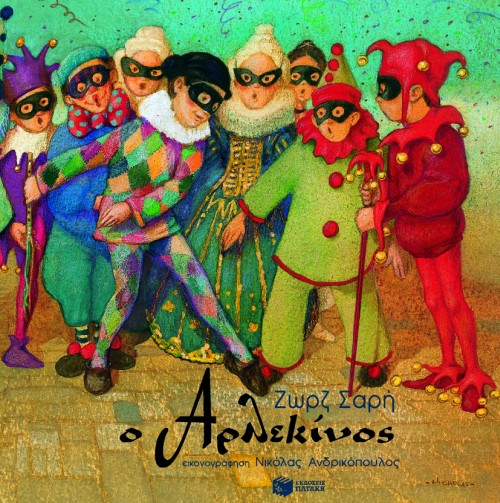 Ζωρζ Σαρή
ο Αρλεκίνος
εικονογράφηση Νικόλας Ανδρικόπουλος
ΕΚΔΟΣΕΙΣ
ΠΑΤΑΚΗ